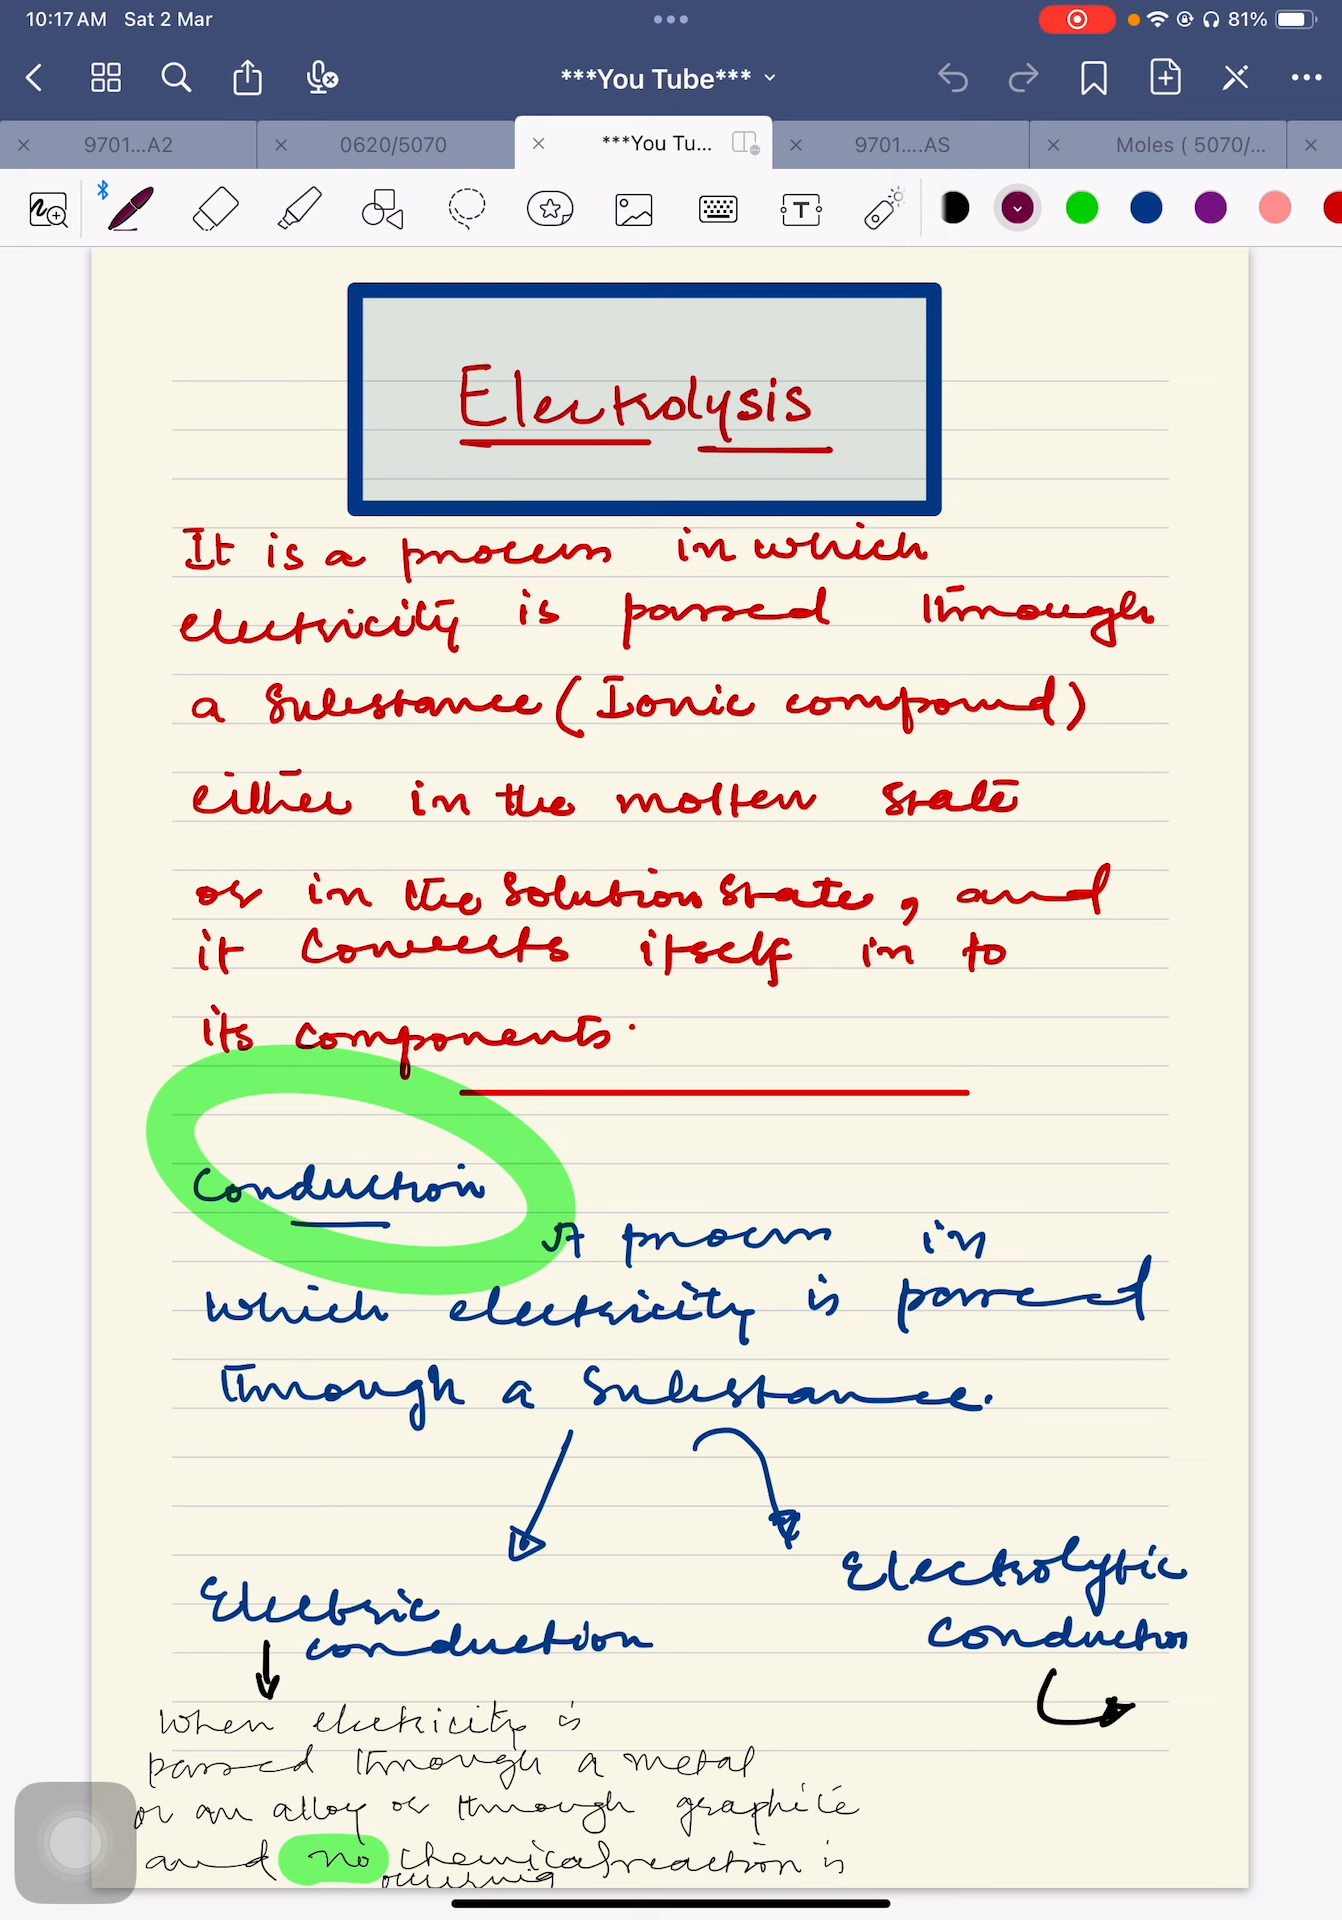 10:17 AM Sat 2 Mar
81%
***You Tube***
9701...A2
0620/5070
***You Tu...
9701....AS
Moles ( 5070/...
T
Electrolysis
It is a process in which
electricity is passed through
a Substance (Ionic compound)
either in the molten state
or in the Solution State, and
it Converts itself in to
its components.
Conduction
A process in
which electricity is passed
through a Substance.
Electric
conduction
Electrolytic
Conduction
When electricity is
passed through a metal
or an alloy or through graphite
and no chemical reaction is
occurring